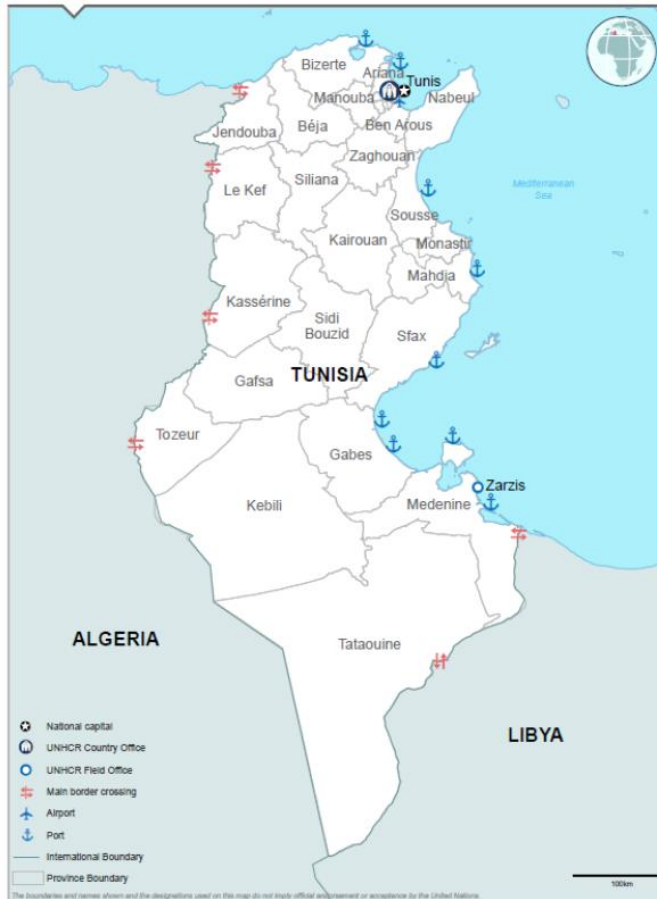 Bizerte
Ariana
Tunis
Manouba
Nabeul
Jendouba
Béja
Ben Arous
Zaghouan
Le Kef
Siliana
Mediterranean
Sea
Sousse
Kairouan
Monastir
Mahdia
Kassérine
Sidi
Bouzid
Sfax
TUNISIA
Gafsa
Tozeur
Gabes
Zarzis
Kebili
Medenine
ALGERIA
Tataouine
LIBYA
National capital
UNHCR Country Office
UNHCR Field Office
Main border crossing
Airport
Port
International Boundary
Province Boundary
100km
The boundaries and names shown and the designations used on this map do not imply official endorsement or acceptance by the United Nations.